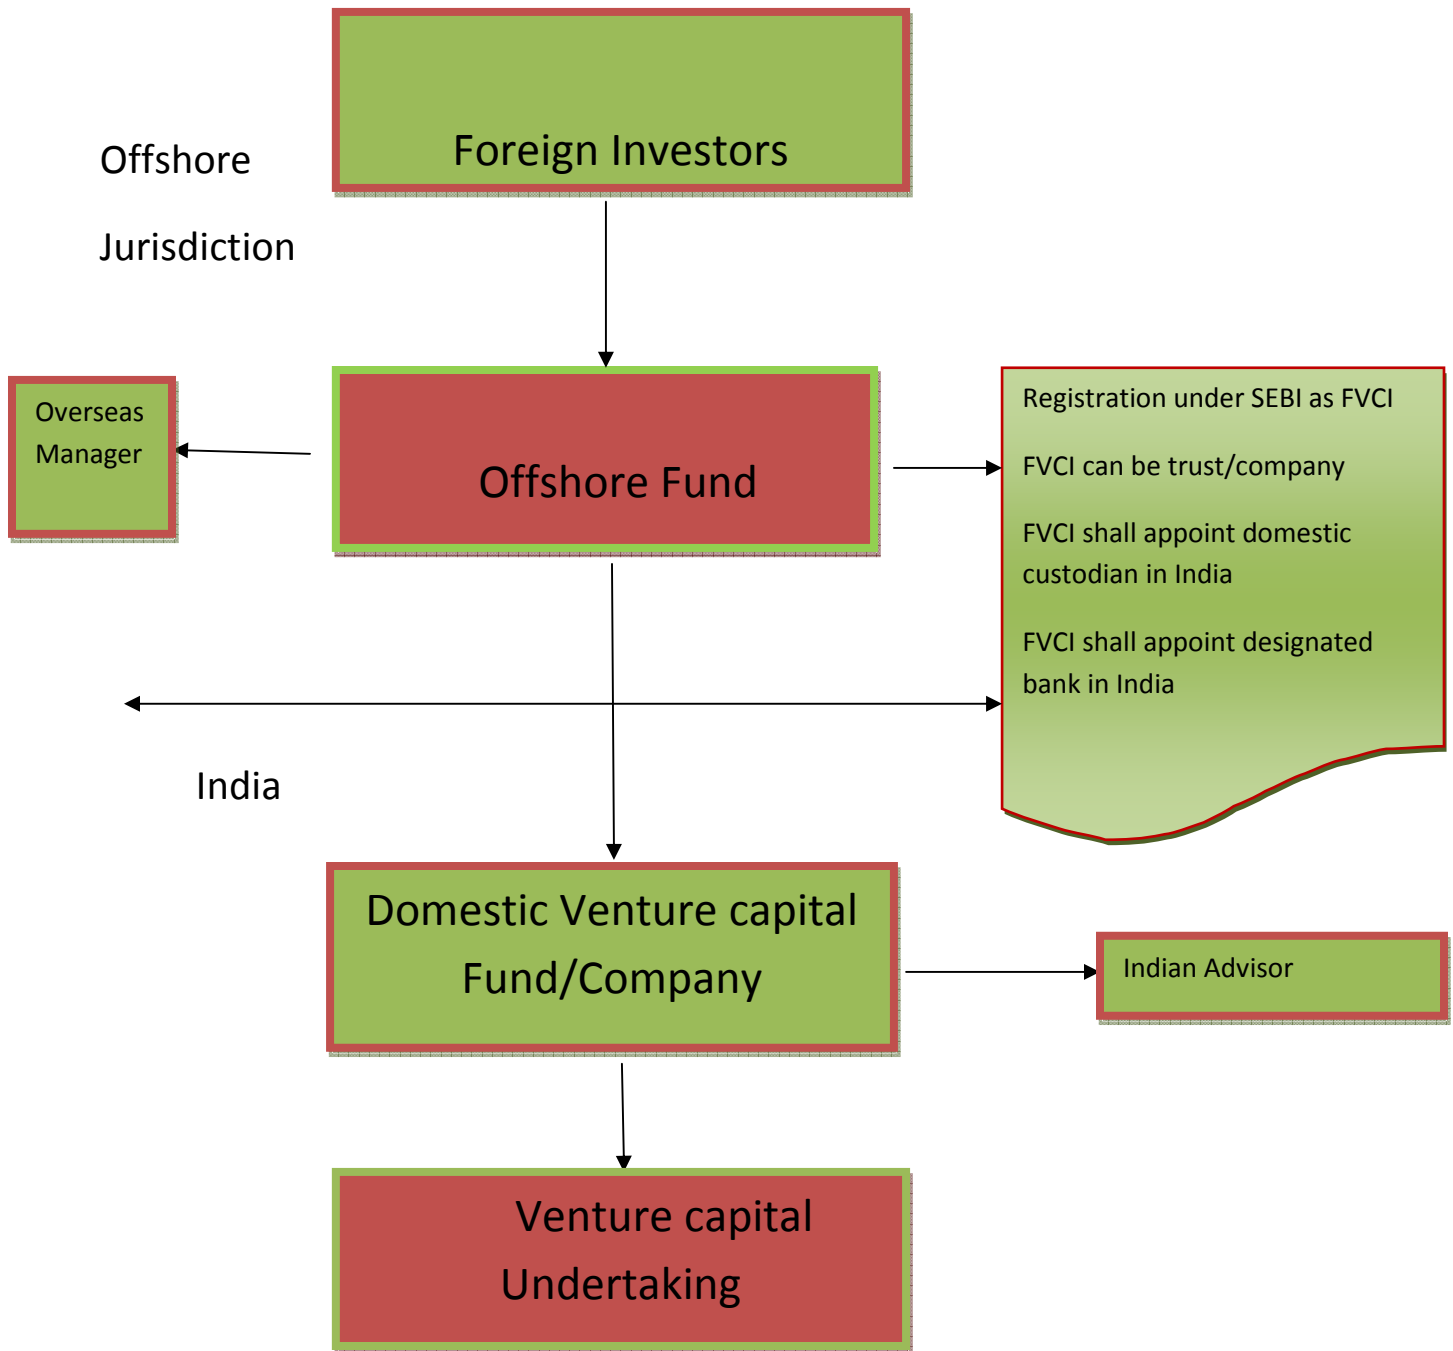 Foreign Investors
Offshore
Jurisdiction
Overseas
Manager
Offshore Fund
Registration under SEBI as FVCI
FVCI can be trust/company
FVCI shall appoint domestic
custodian in India
FVCI shall appoint designated
bank in India
India
Domestic Venture capital
Fund/Company
Indian Advisor
Venture capital
Undertaking